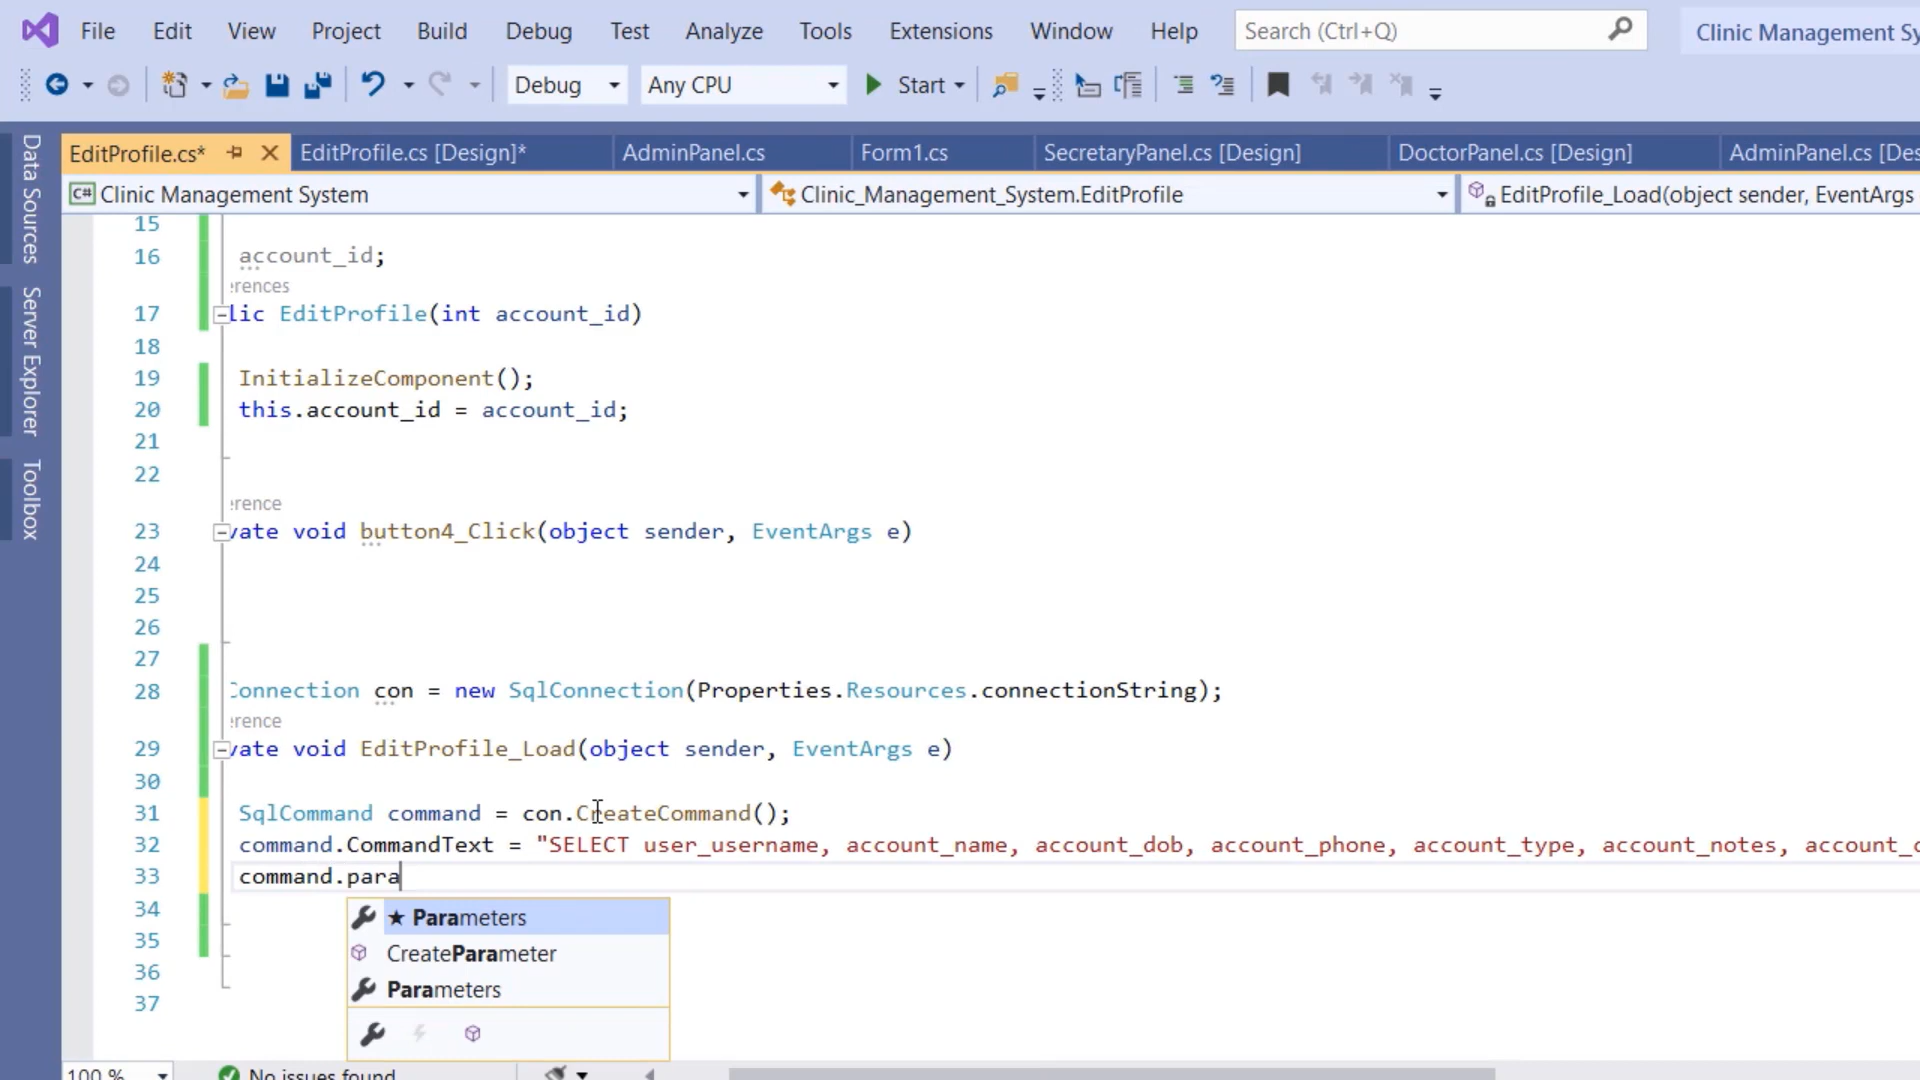 File Edit View Project Build Debug Test Tools Analyze Extensions Window Help Search (Ctrl+Q) Clinic Management Sy
Debug Any CPU Start
EditProfile.cs* EditProfile.cs [Design]* AdminPanel.cs Form1.cs SecretaryPanel.cs [Design] DoctorPanel.cs [Design] AdminPanel.cs [Des
C# Clinic Management System Clinic_Management_System.EditProfile EditProfile_Load(object sender, EventArgs
Data Sources
Server Explorer
Toolbox
15
16 account_id;
erences
17 lic EditProfile(int account_id)
18
19 InitializeComponent();
20 this.account_id = account_id;
21
22
erence
23 vate void button4_Click(object sender, EventArgs e)
24
25
26
27
28 Connection con = new SqlConnection(Properties.Resources.connectionString);
erence
29 vate void EditProfile_Load(object sender, EventArgs e)
30
31 SqlCommand command = con.CreateCommand();
32 command.CommandText = "SELECT user_username, account_name, account_dob, account_phone, account_type, account_notes, account_c
33 command.para
34 ★ Parameters
35 CreateParameter
36 Parameters
37
100 % No issues found